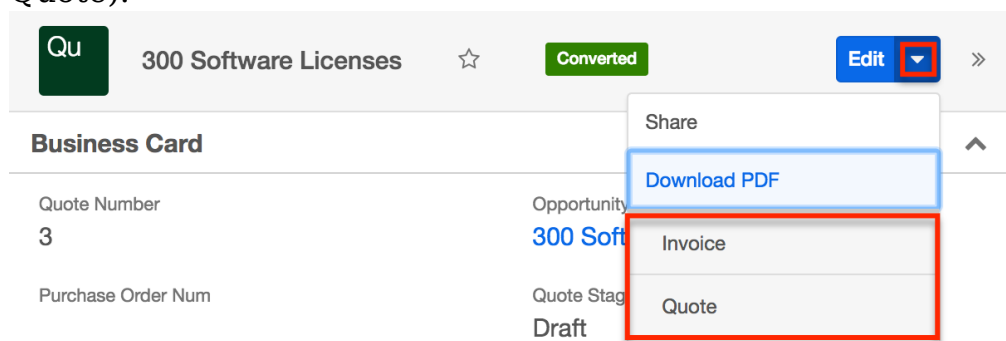 Quote).
Qu
300 Software Licenses
Converted
Edit
Share
Business Card
Download PDF
Quote Number
Opportunity
3
300 Soft
Invoice
Purchase Order Num
Quote Stag
Quote
Draft